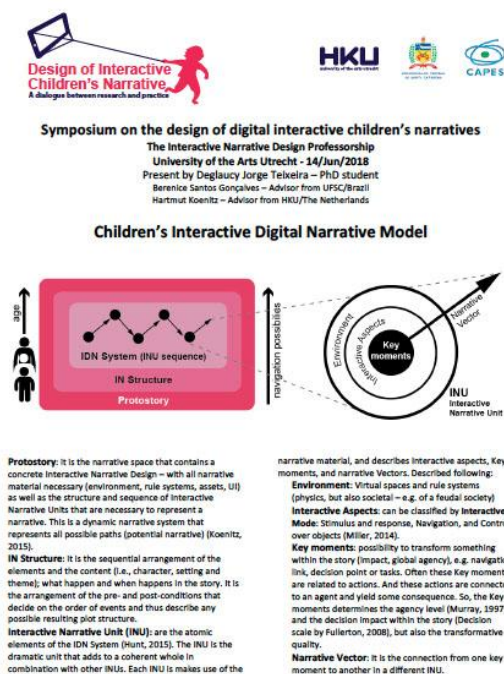 Design of Interactive
Children's Narrative
A dialogue between research and practice
HKU
university of the arts utrecht
CAPES
Symposium on the design of digital interactive children's narratives
The Interactive Narrative Design Professorship
University of the Arts Utrecht - 14/Jun/2018
Present by Deglaucy Jorge Teixeira – PhD student
Berenice Santos Gonçalves – Advisor from UFSC/Brazil
Hartmut Koenitz – Advisor from HKU/The Netherlands
Children's Interactive Digital Narrative Model
age
IDN System (INU sequence)
IN Structure
Protostory
navigation possibilies
Environment
Interactive Aspects
Key
moments
Narrative
Vector
INU
Interactive
Narrative Unit
Protostory: It is the narrative space that contains a
concrete Interactive Narrative Design – with all narrative
material necessary (environment, rule systems, assets, UI)
as well as the structure and sequence of Interactive
Narrative Units that are necessary to represent a
narrative. This is a dynamic narrative system that
represents all possible paths (potential narrative) (Koenitz,
2015).
IN Structure: It is the sequential arrangement of the
elements and the content (i.e., character, setting and
theme); what happen and when happens in the story. It is
the arrangement of the pre- and post-conditions that
decide on the order of events and thus describe any
possible resulting plot structure.
Interactive Narrative Unit (INU): are the atomic
elements of the IDN System (Hunt, 2015). The INU is the
dramatic unit that adds to a coherent whole in
combination with other INUs. Each INU is makes use of the
narrative material, and describes Interactive aspects, Key
moments, and narrative Vectors. Described following:
Environment: Virtual spaces and rule systems
(physics, but also societal – e.g. of a feudal society)
Interactive Aspects: can be classified by Interactive
Mode: Stimulus and response, Navigation, and Contro
over objects (Miller, 2014).
Key moments: possibility to transform something
within the story (impact, global agency), e.g. navigatio
link, decision point or tasks. Often these Key moment
are related to actions. And these actions are connecte
to an agent and yield some consequence. So, the Key
moments determines the agency level (Murray, 1997
and the decision impact within the story (Decision
scale by Fullerton, 2008), but also the transformative
quality.
Narrative Vector: It is the connection from one key
moment to another in a different INU.